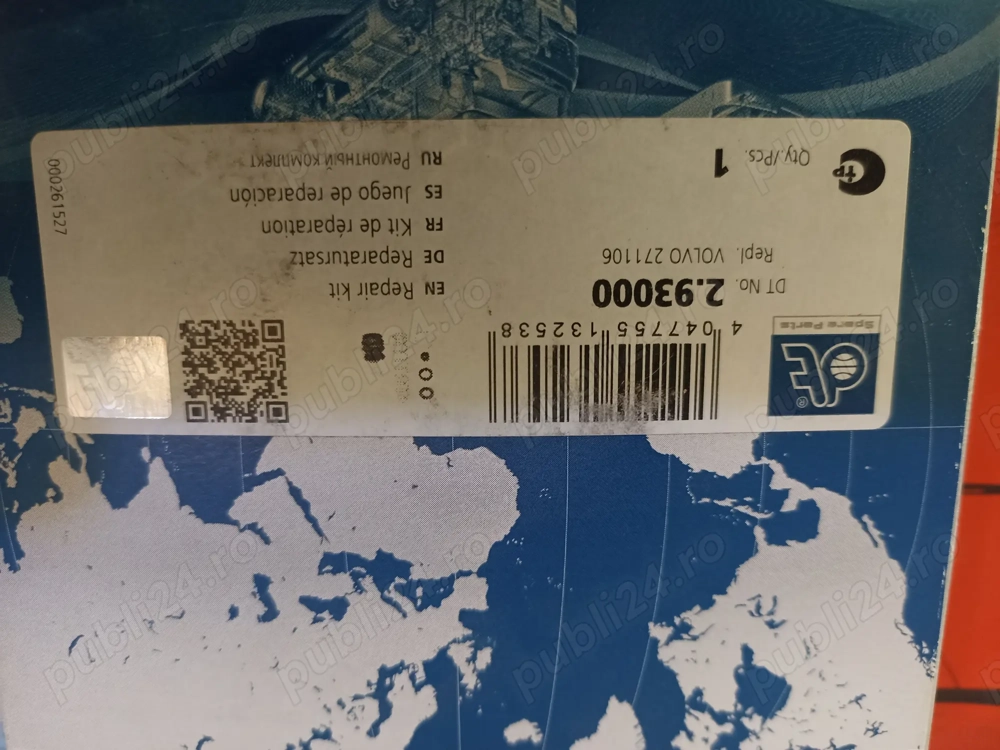 DT ®
Spare Parts
4 047755 132538
DT No. 2.93000
Repl. VOLVO 271106
Qty./Pcs. 1
EN Repair kit
DE Reparatursatz
FR Kit de réparation
ES Juego de reparación
RU Ремонтный комплект
000261527
publi24.ro